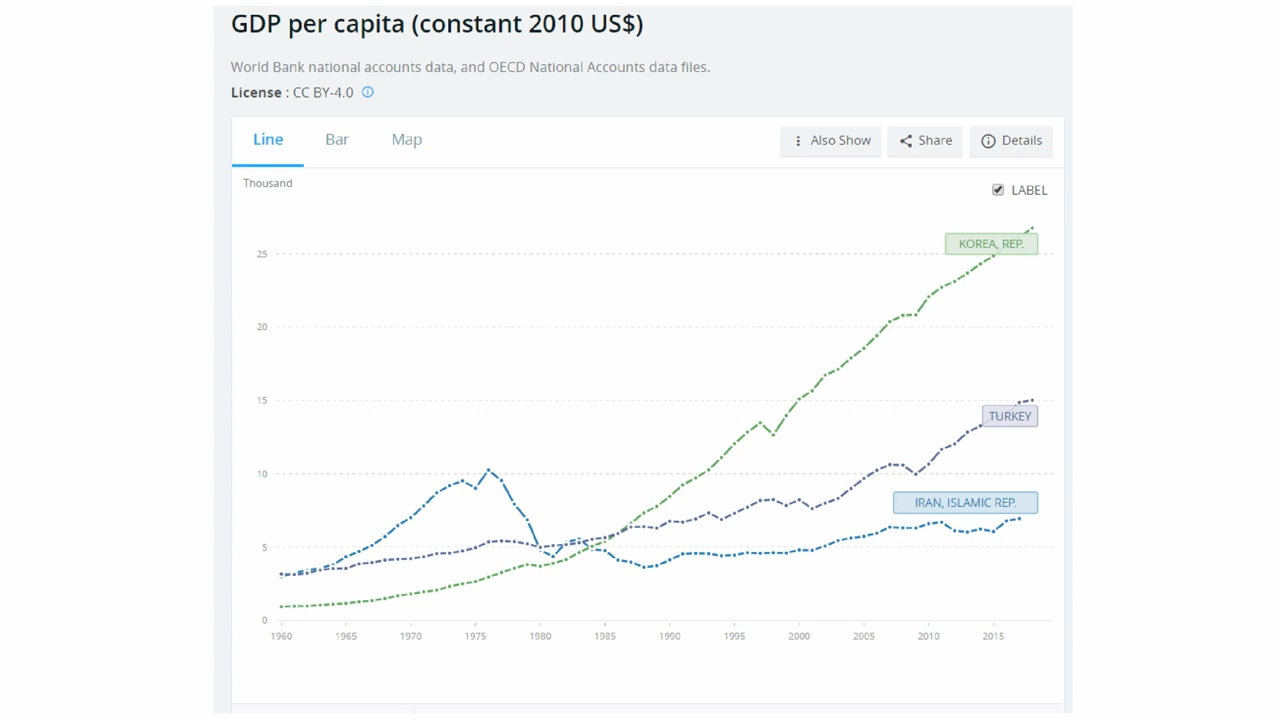 GDP per capita (constant 2010 US$)
World Bank national accounts data, and OECD National Accounts data files.
License : CC BY-4.0
Line Bar Map Also Show Share Details
Thousand
LABEL
KOREA, REP.
25
20
15
TURKEY
10
IRAN, ISLAMIC REP.
5
0
1960 1965 1970 1975 1980 1985 1990 1995 2000 2005 2010 2015